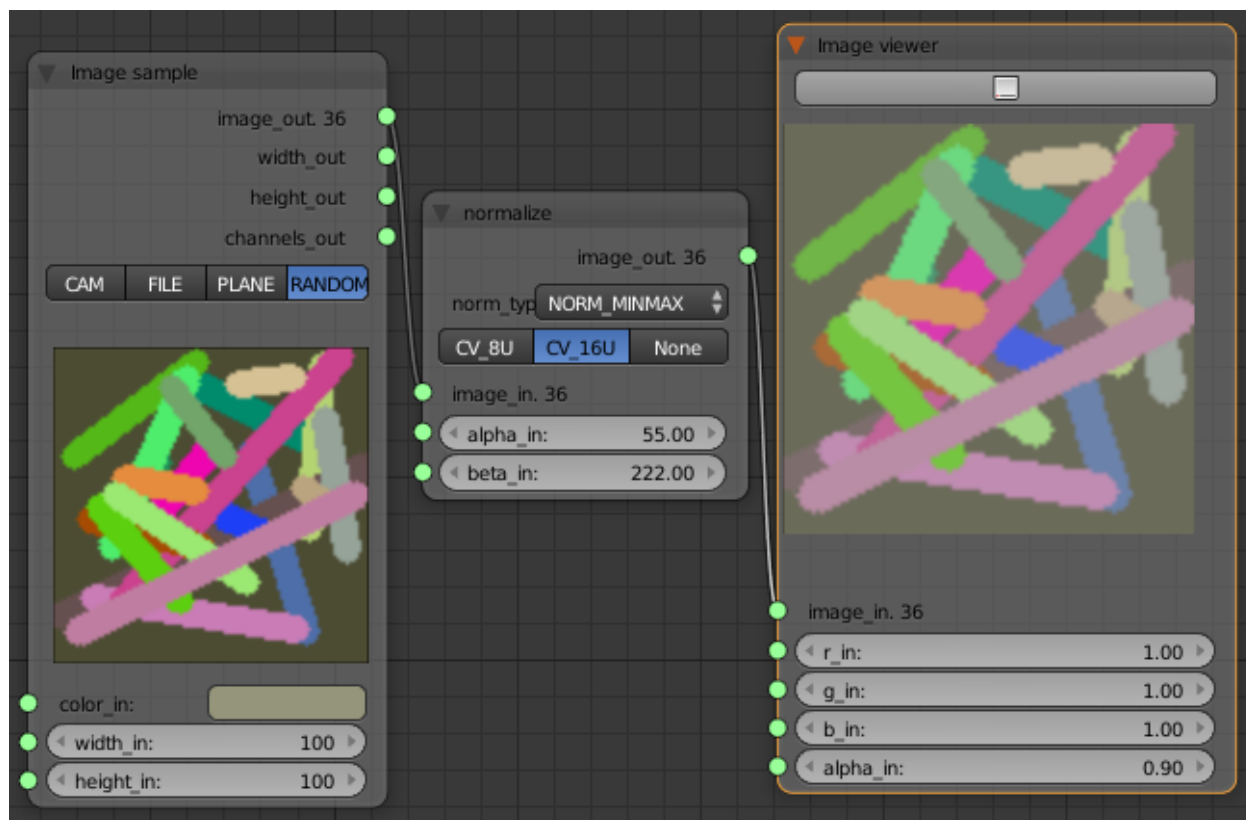 Image sample
image_out. 36
width_out
height_out
channels_out
CAM FILE PLANE RANDOM
color_in:
width_in: 100
height_in: 100
normalize
image_out. 36
norm_typ NORM_MINMAX
CV_8U CV_16U None
image_in. 36
alpha_in: 55.00
beta_in: 222.00
Image viewer
image_in. 36
r_in: 1.00
g_in: 1.00
b_in: 1.00
alpha_in: 0.90